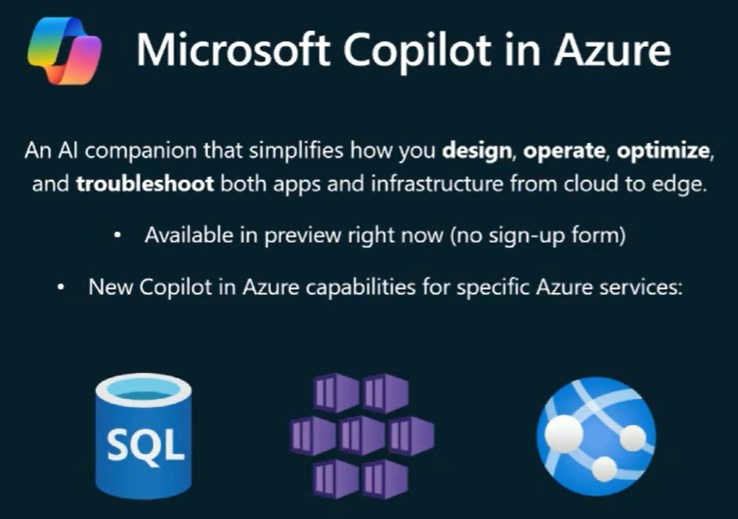 Microsoft Copilot in Azure
An AI companion that simplifies how you design, operate, optimize,
and troubleshoot both apps and infrastructure from cloud to edge.
• Available in preview right now (no sign-up form)
• New Copilot in Azure capabilities for specific Azure services:
SQL